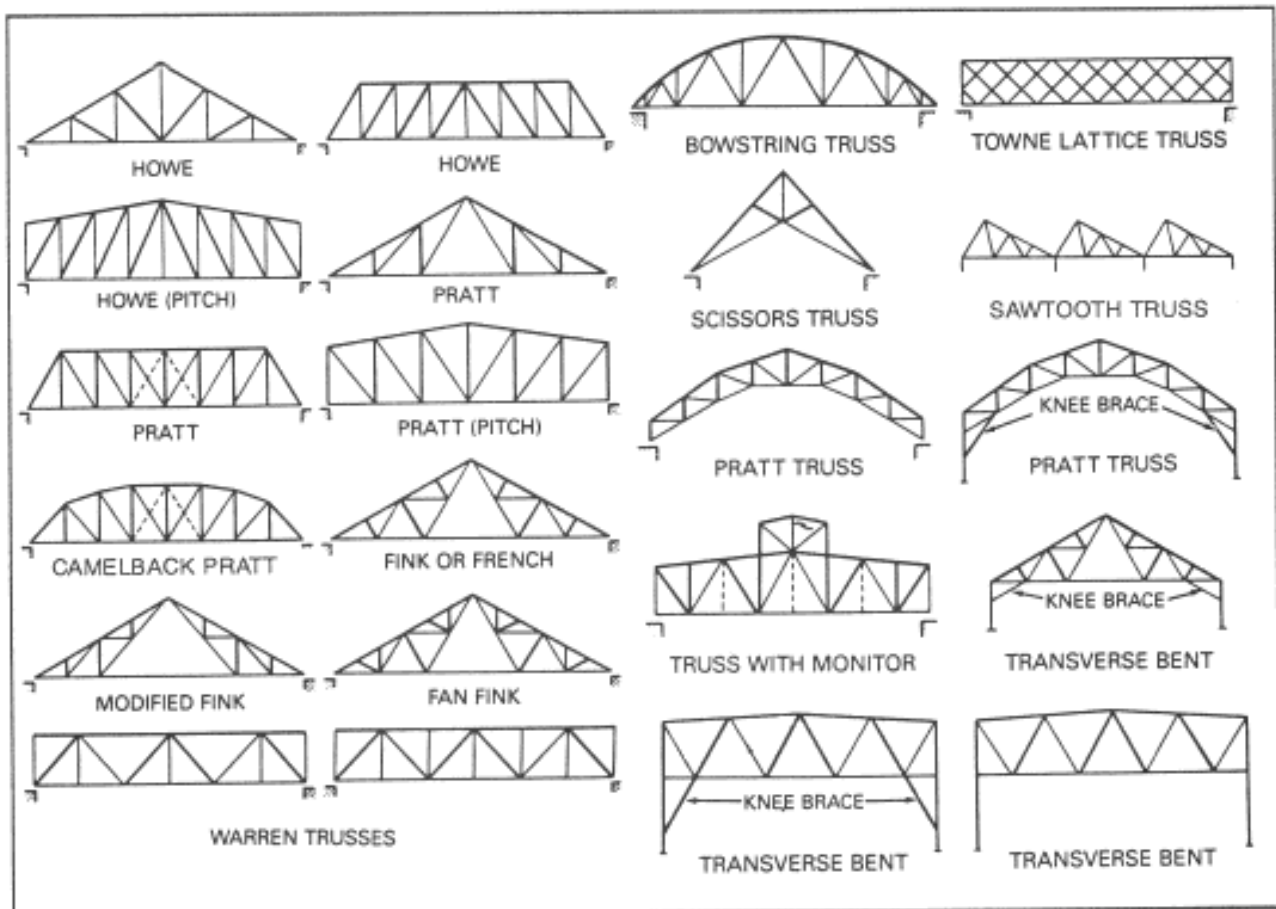 HOWE
HOWE
BOWSTRING TRUSS
TOWNE LATTICE TRUSS
HOWE (PITCH)
PRATT
SCISSORS TRUSS
SAWTOOTH TRUSS
PRATT
PRATT (PITCH)
PRATT TRUSS
KNEE BRACE
PRATT TRUSS
CAMELBACK PRATT
FINK OR FRENCH
TRUSS WITH MONITOR
KNEE BRACE
TRANSVERSE BENT
MODIFIED FINK
FAN FINK
WARREN TRUSSES
KNEE BRACE
TRANSVERSE BENT
TRANSVERSE BENT